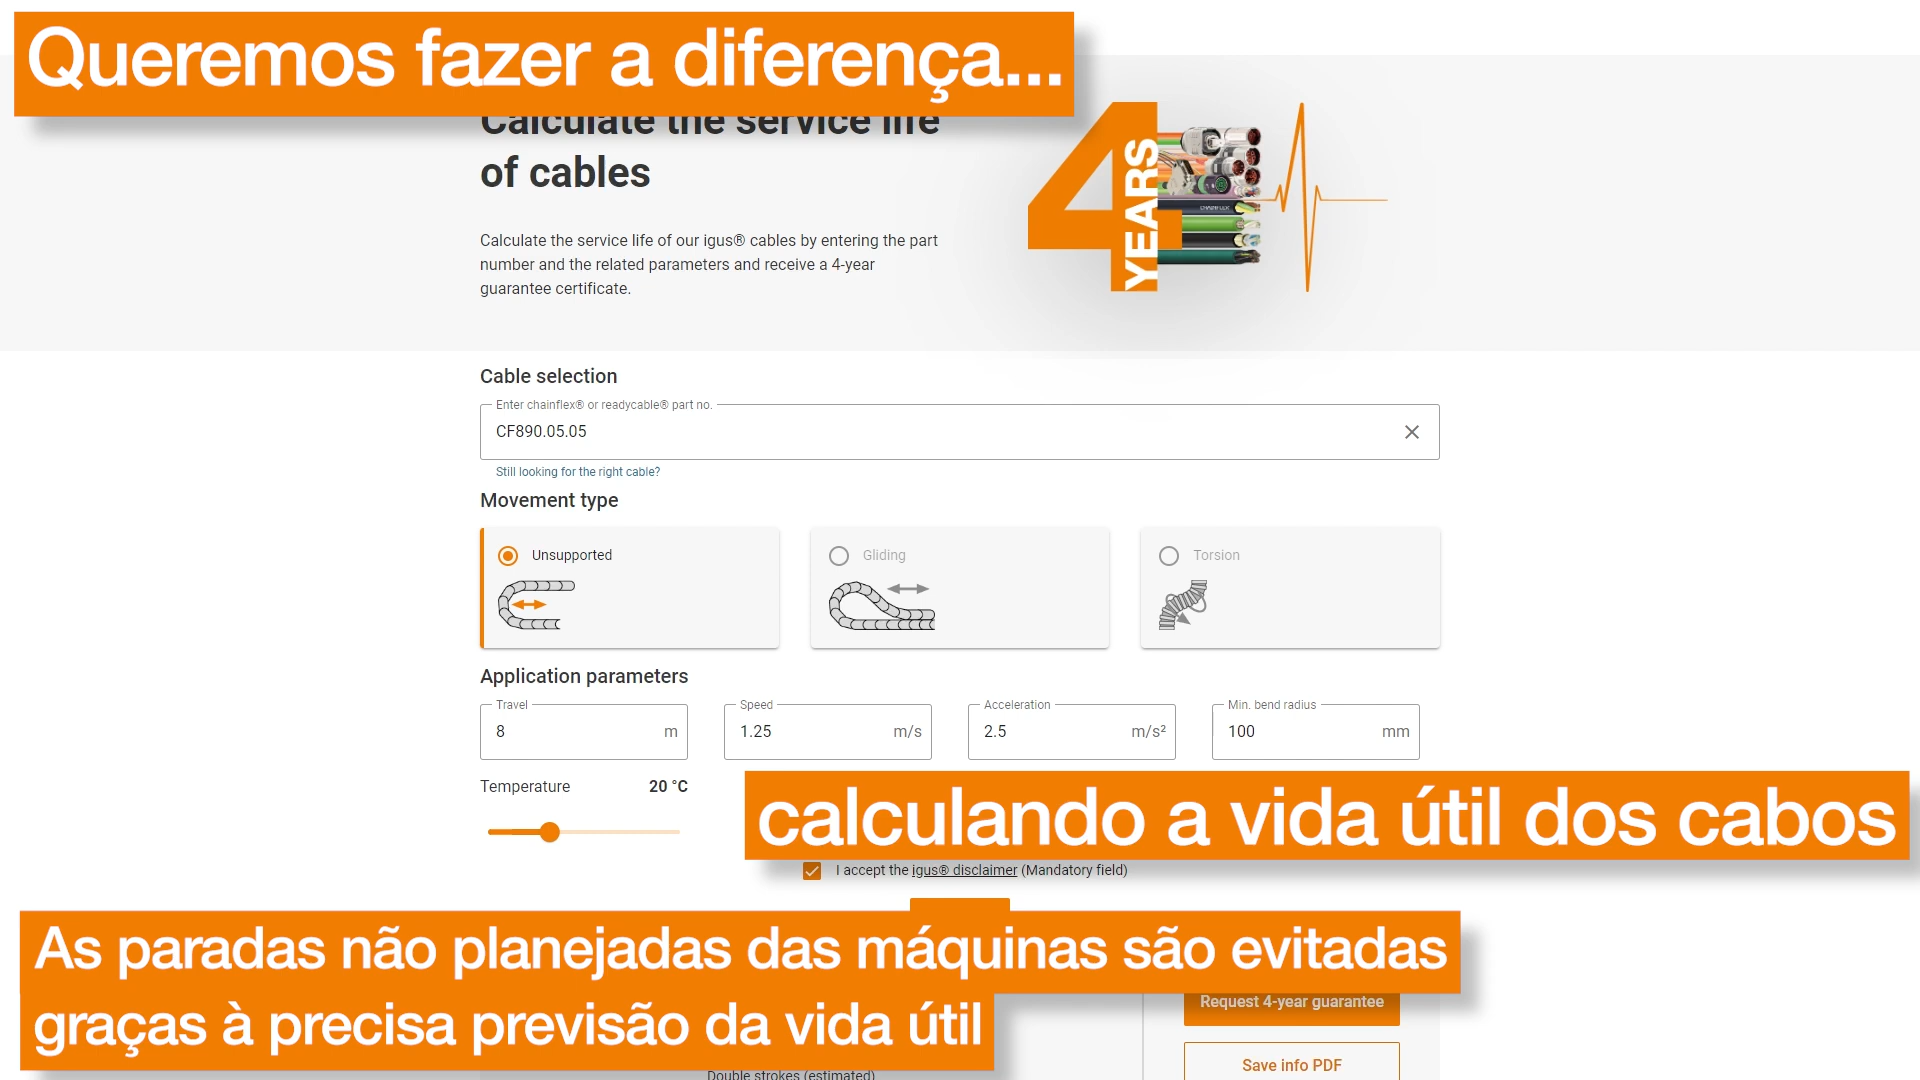 Queremos fazer a diferença...
Calculate the service life
of cables
4
YEARS
CHAINFLEX
Calculate the service life of our igus® cables by entering the part
number and the related parameters and receive a 4-year
guarantee certificate.
Cable selection
Enter chainflex® or readycable® part no.
CF890.05.05
Still looking for the right cable?
Movement type
Unsupported
Gliding
Torsion
Application parameters
Travel
8 m
Speed
1.25 m/s
Acceleration
2.5 m/s²
Min. bend radius
100 mm
Temperature 20 °C
calculando a vida útil dos cabos
I accept the igus® disclaimer (Mandatory field)
As paradas não planejadas das máquinas são evitadas
graças à precisa previsão da vida útil
Request 4-year guarantee
Save info PDF
Double strokes (estimated)